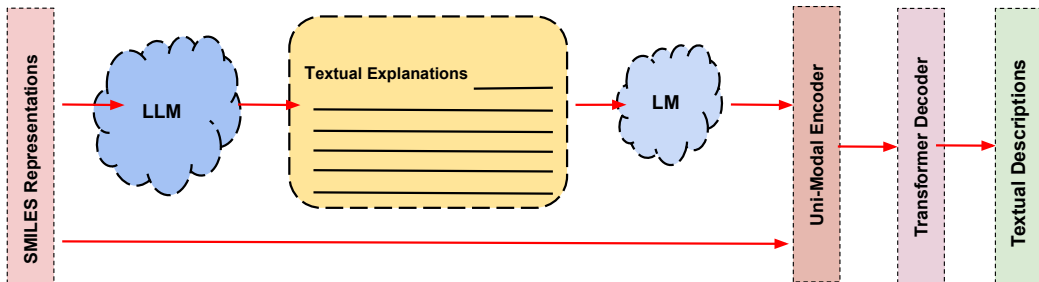 SMILES Representations
LLM
Textual Explanations
LM
Uni-Modal Encoder
Transformer Decoder
Textual Descriptions